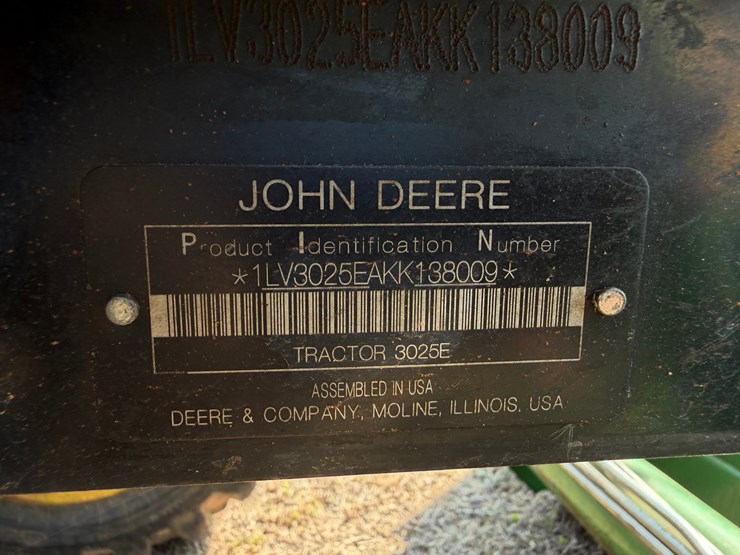 1LV3025EAKK138009
JOHN DEERE
Product Identification Number
*1LV3025EAKK138009*
TRACTOR 3025E
ASSEMBLED IN USA
DEERE & COMPANY, MOLINE, ILLINOIS, USA